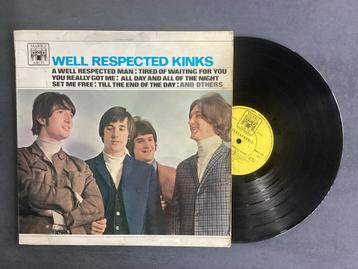 WELL RESPECTED KINKS
A WELL RESPECTED MAN : TIRED OF WAITING FOR YOU
YOU REALLY GOT ME : ALL DAY AND ALL OF THE NIGHT
SET ME FREE : TILL THE END OF THE DAY : AND OTHERS